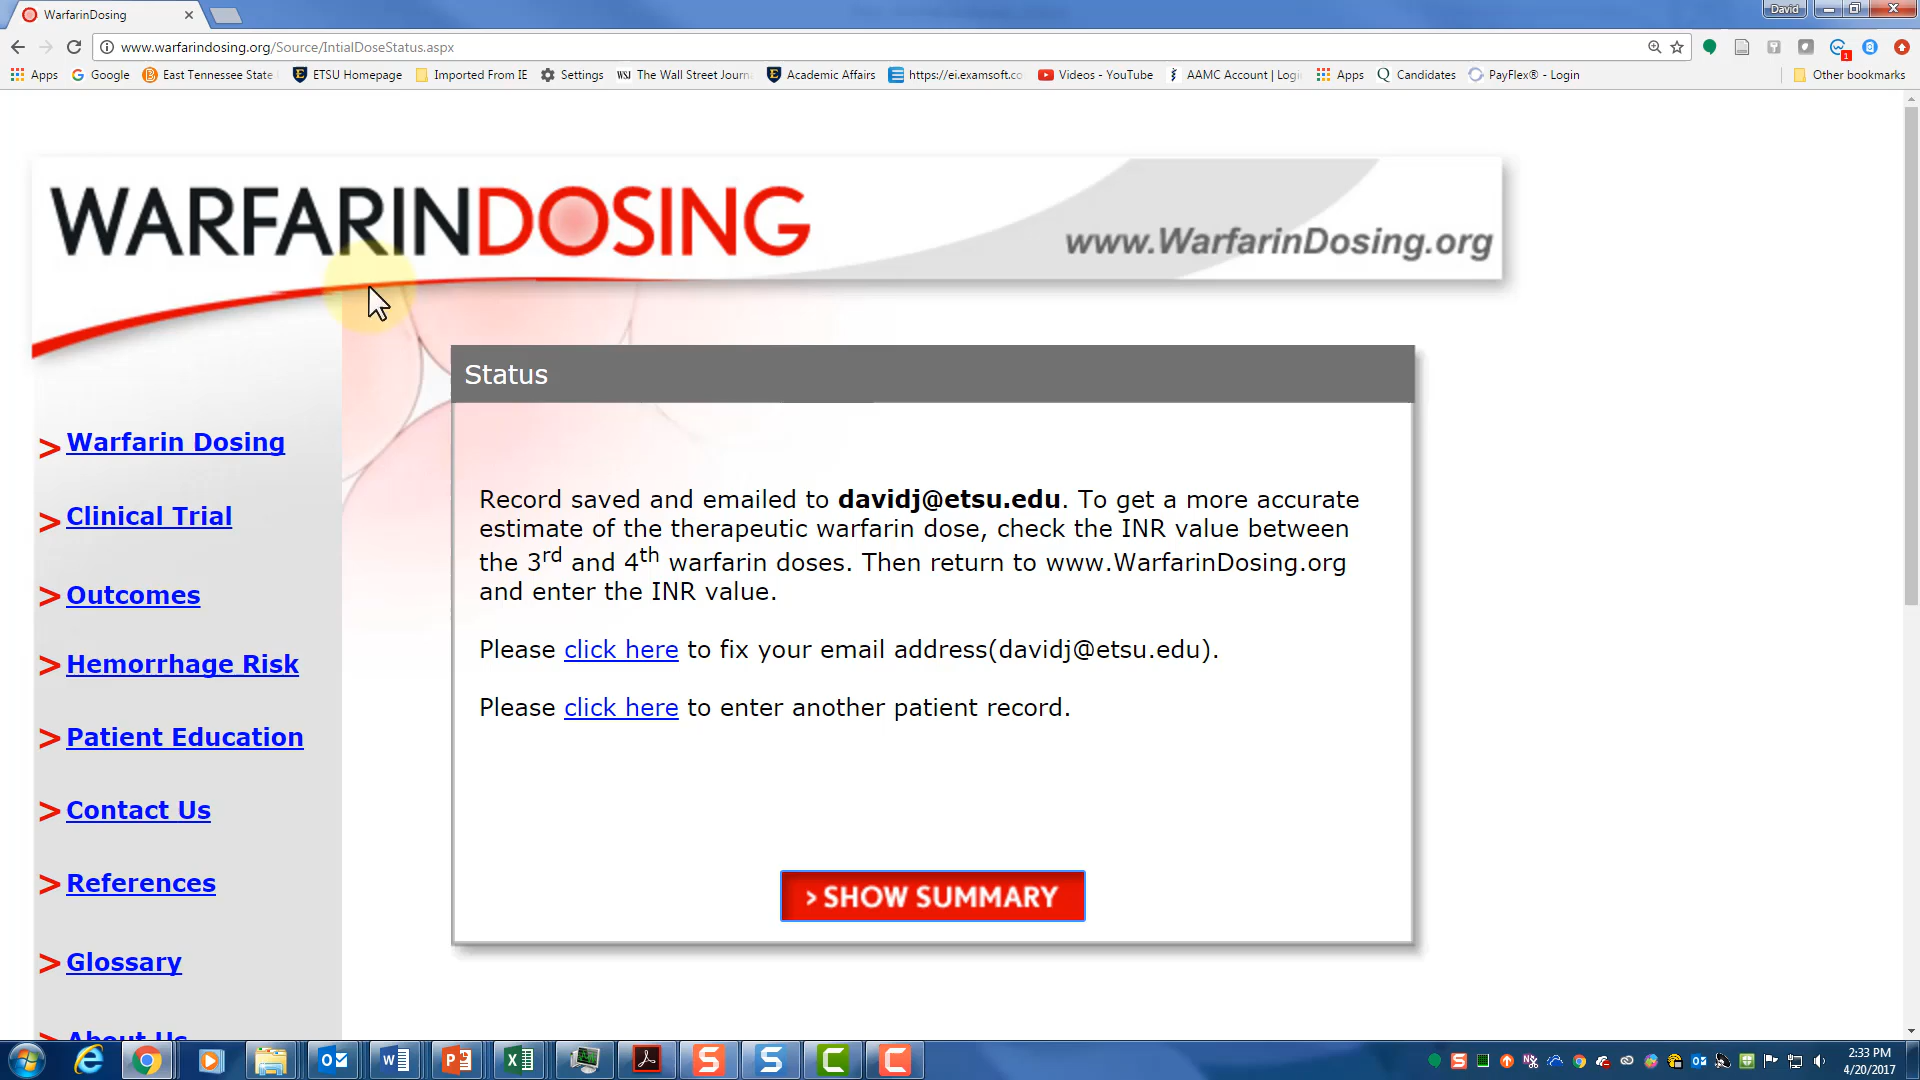 WarfarinDosing
David
www.warfarindosing.org/Source/IntialDoseStatus.aspx
1
Apps
Google
East Tennessee State
ETSU Homepage
Imported From IE
Settings
WSJ
The Wall Street Journ
Academic Affairs
https://ei.examsoft.co
Videos - YouTube
AAMC Account | Logi
Apps
Candidates
PayFlex® - Login
Other bookmarks
WARFARINDOSING
www.WarfarinDosing.org
Status
> Warfarin Dosing
> Clinical Trial
> Outcomes
> Hemorrhage Risk
> Patient Education
> Contact Us
> References
> Glossary
About Us
Record saved and emailed to davidj@etsu.edu. To get a more accurate
estimate of the therapeutic warfarin dose, check the INR value between
the 3rd and 4th warfarin doses. Then return to www.WarfarinDosing.org
and enter the INR value.
Please click here to fix your email address(davidj@etsu.edu).
Please click here to enter another patient record.
> SHOW SUMMARY
2:33 PM
4/20/2017